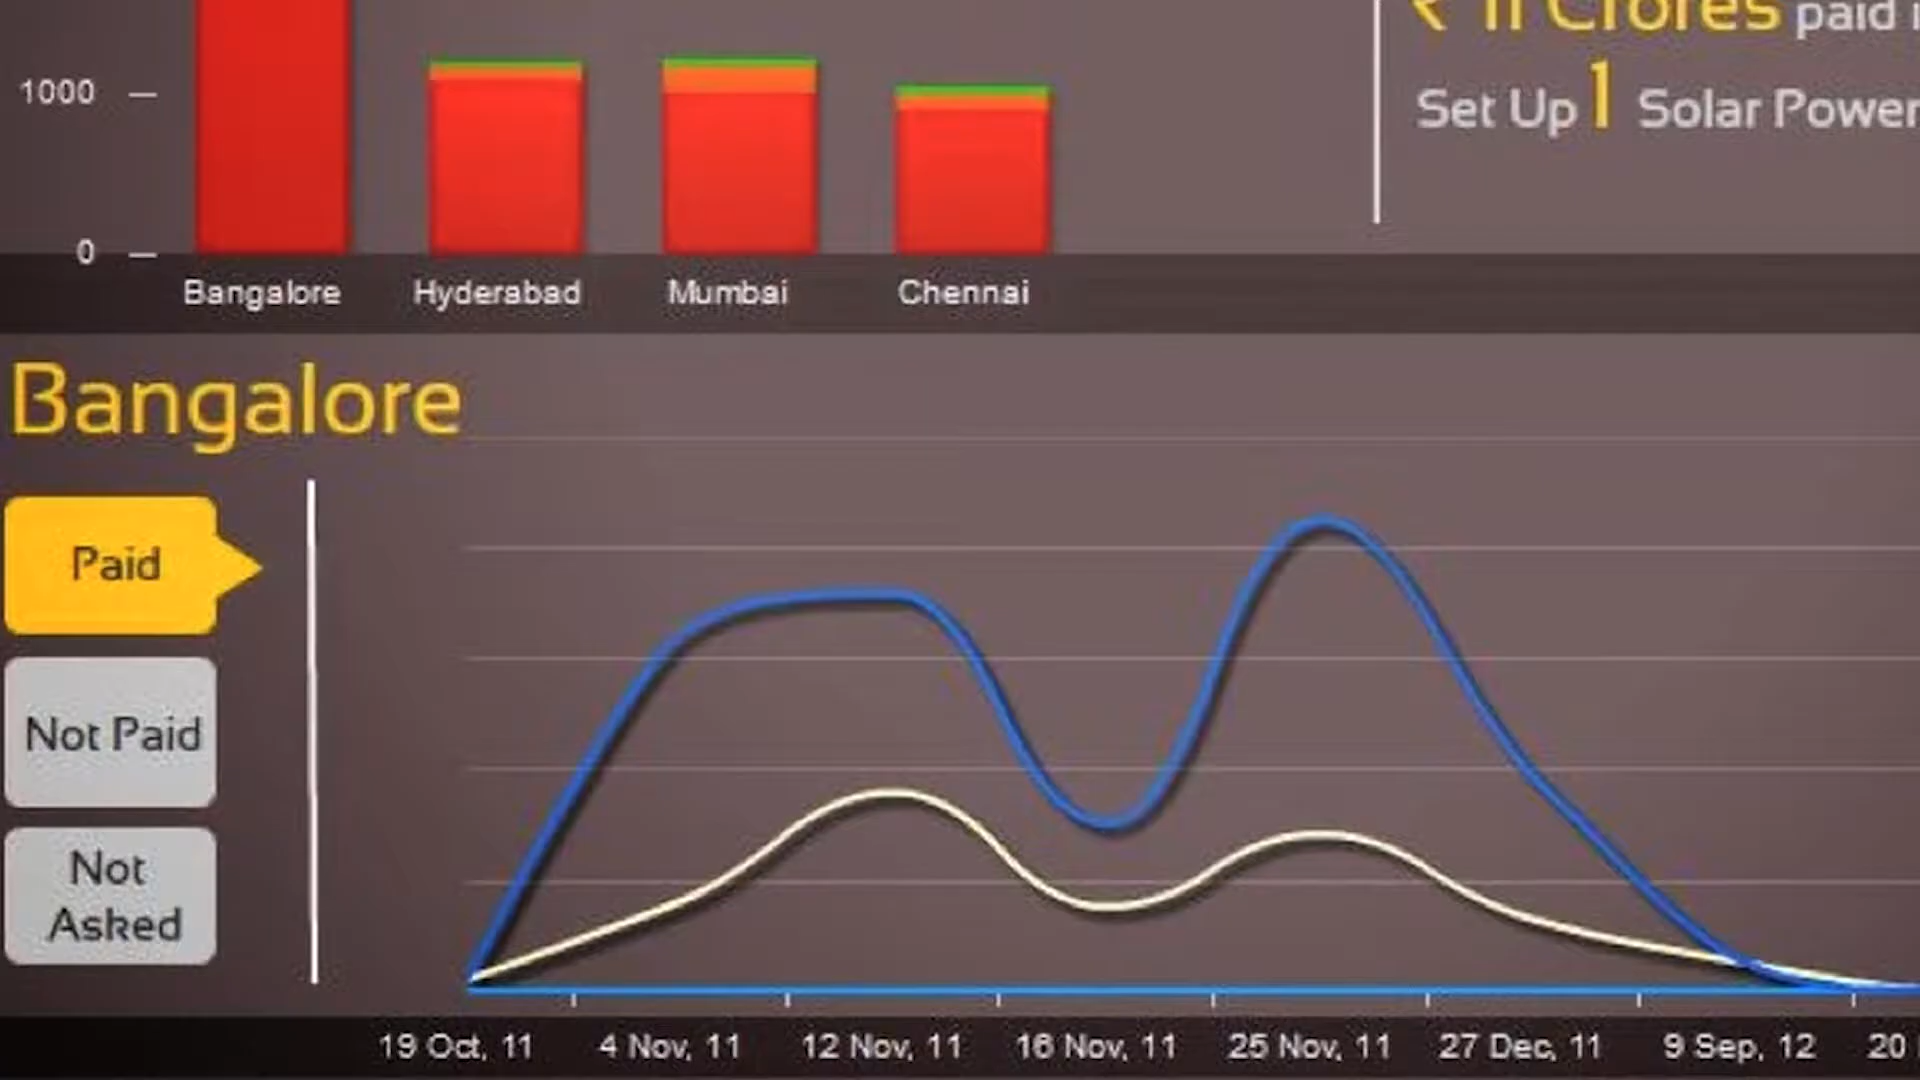 ₹ 11 Crores paid i
1000
Set Up 1 Solar Power
0
Bangalore Hyderabad Mumbai Chennai
Bangalore
Paid
Not Paid
Not
Asked
19 Oct, 11 4 Nov, 11 12 Nov, 11 16 Nov, 11 25 Nov, 11 27 Dec, 11 9 Sep, 12 20